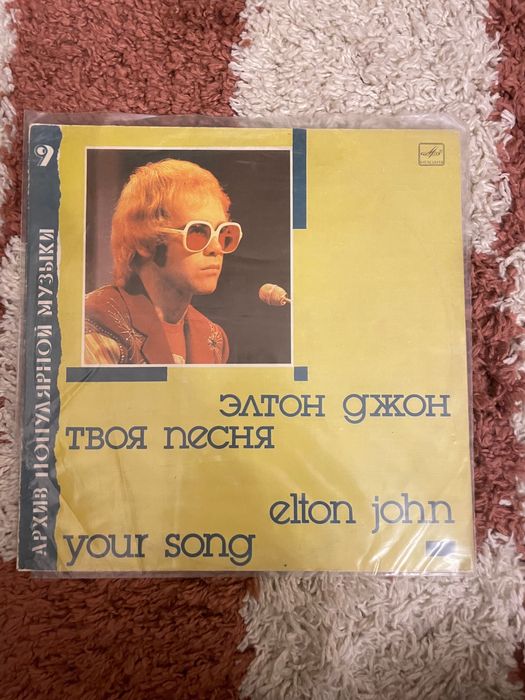 9
АРХИВ ПОПУЛЯРНОЙ МУЗЫКИ
ЭЛТОН ДЖОН
ТВОЯ ПЕСНЯ
elton john
your song